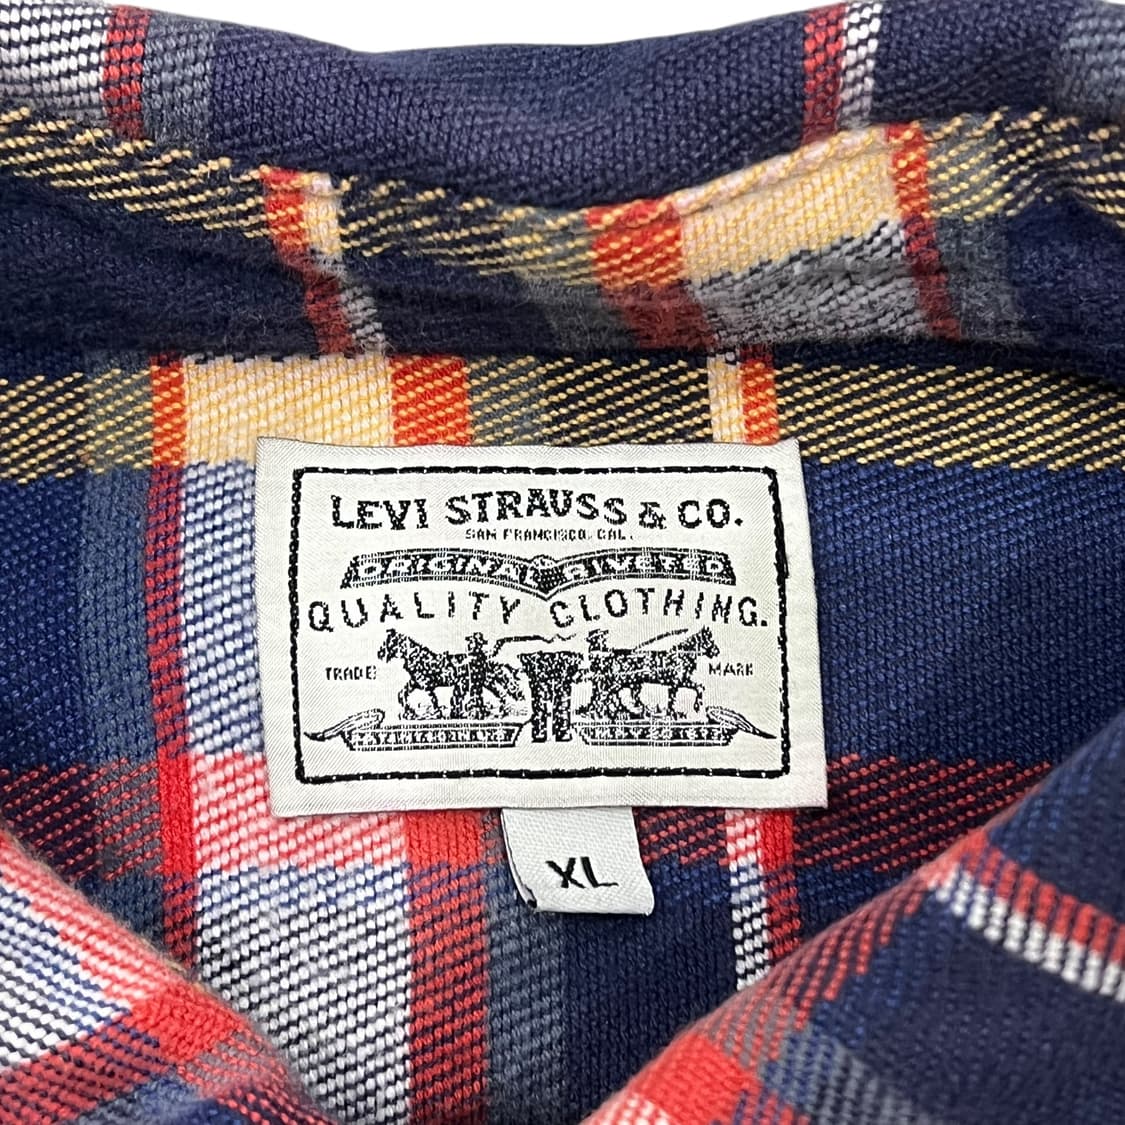 LEVI STRAUSS & CO.
SAN FRANCISCO, CAL.
ORIGINAL RIVETED
QUALITY CLOTHING.
TRADE MARK
XL